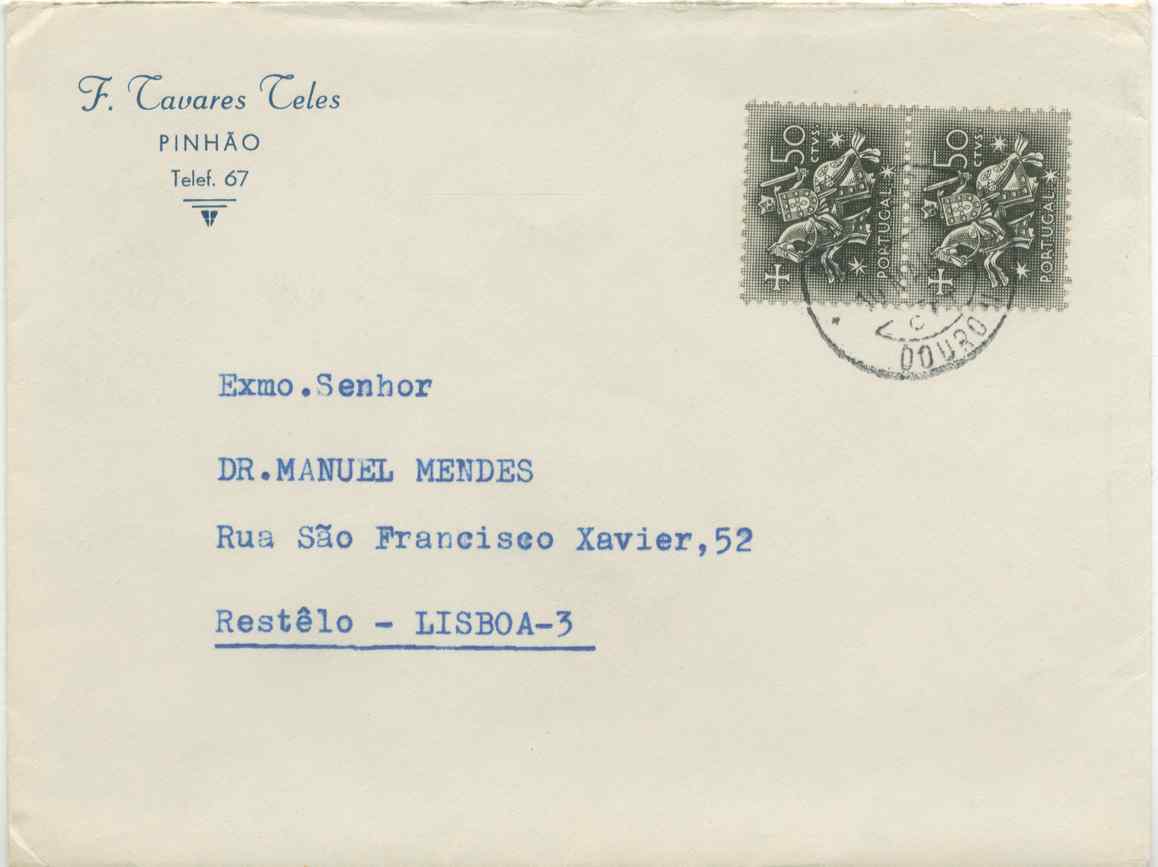 F. Tavares Teles
PINHÃO
Telef. 67
50 CTVS.
PORTUGAL
50 CTVS.
PORTUGAL
DOURO
Exmo.Senhor
DR.MANUEL MENDES
Rua São Francisco Xavier,52
Restêlo - LISBOA-3